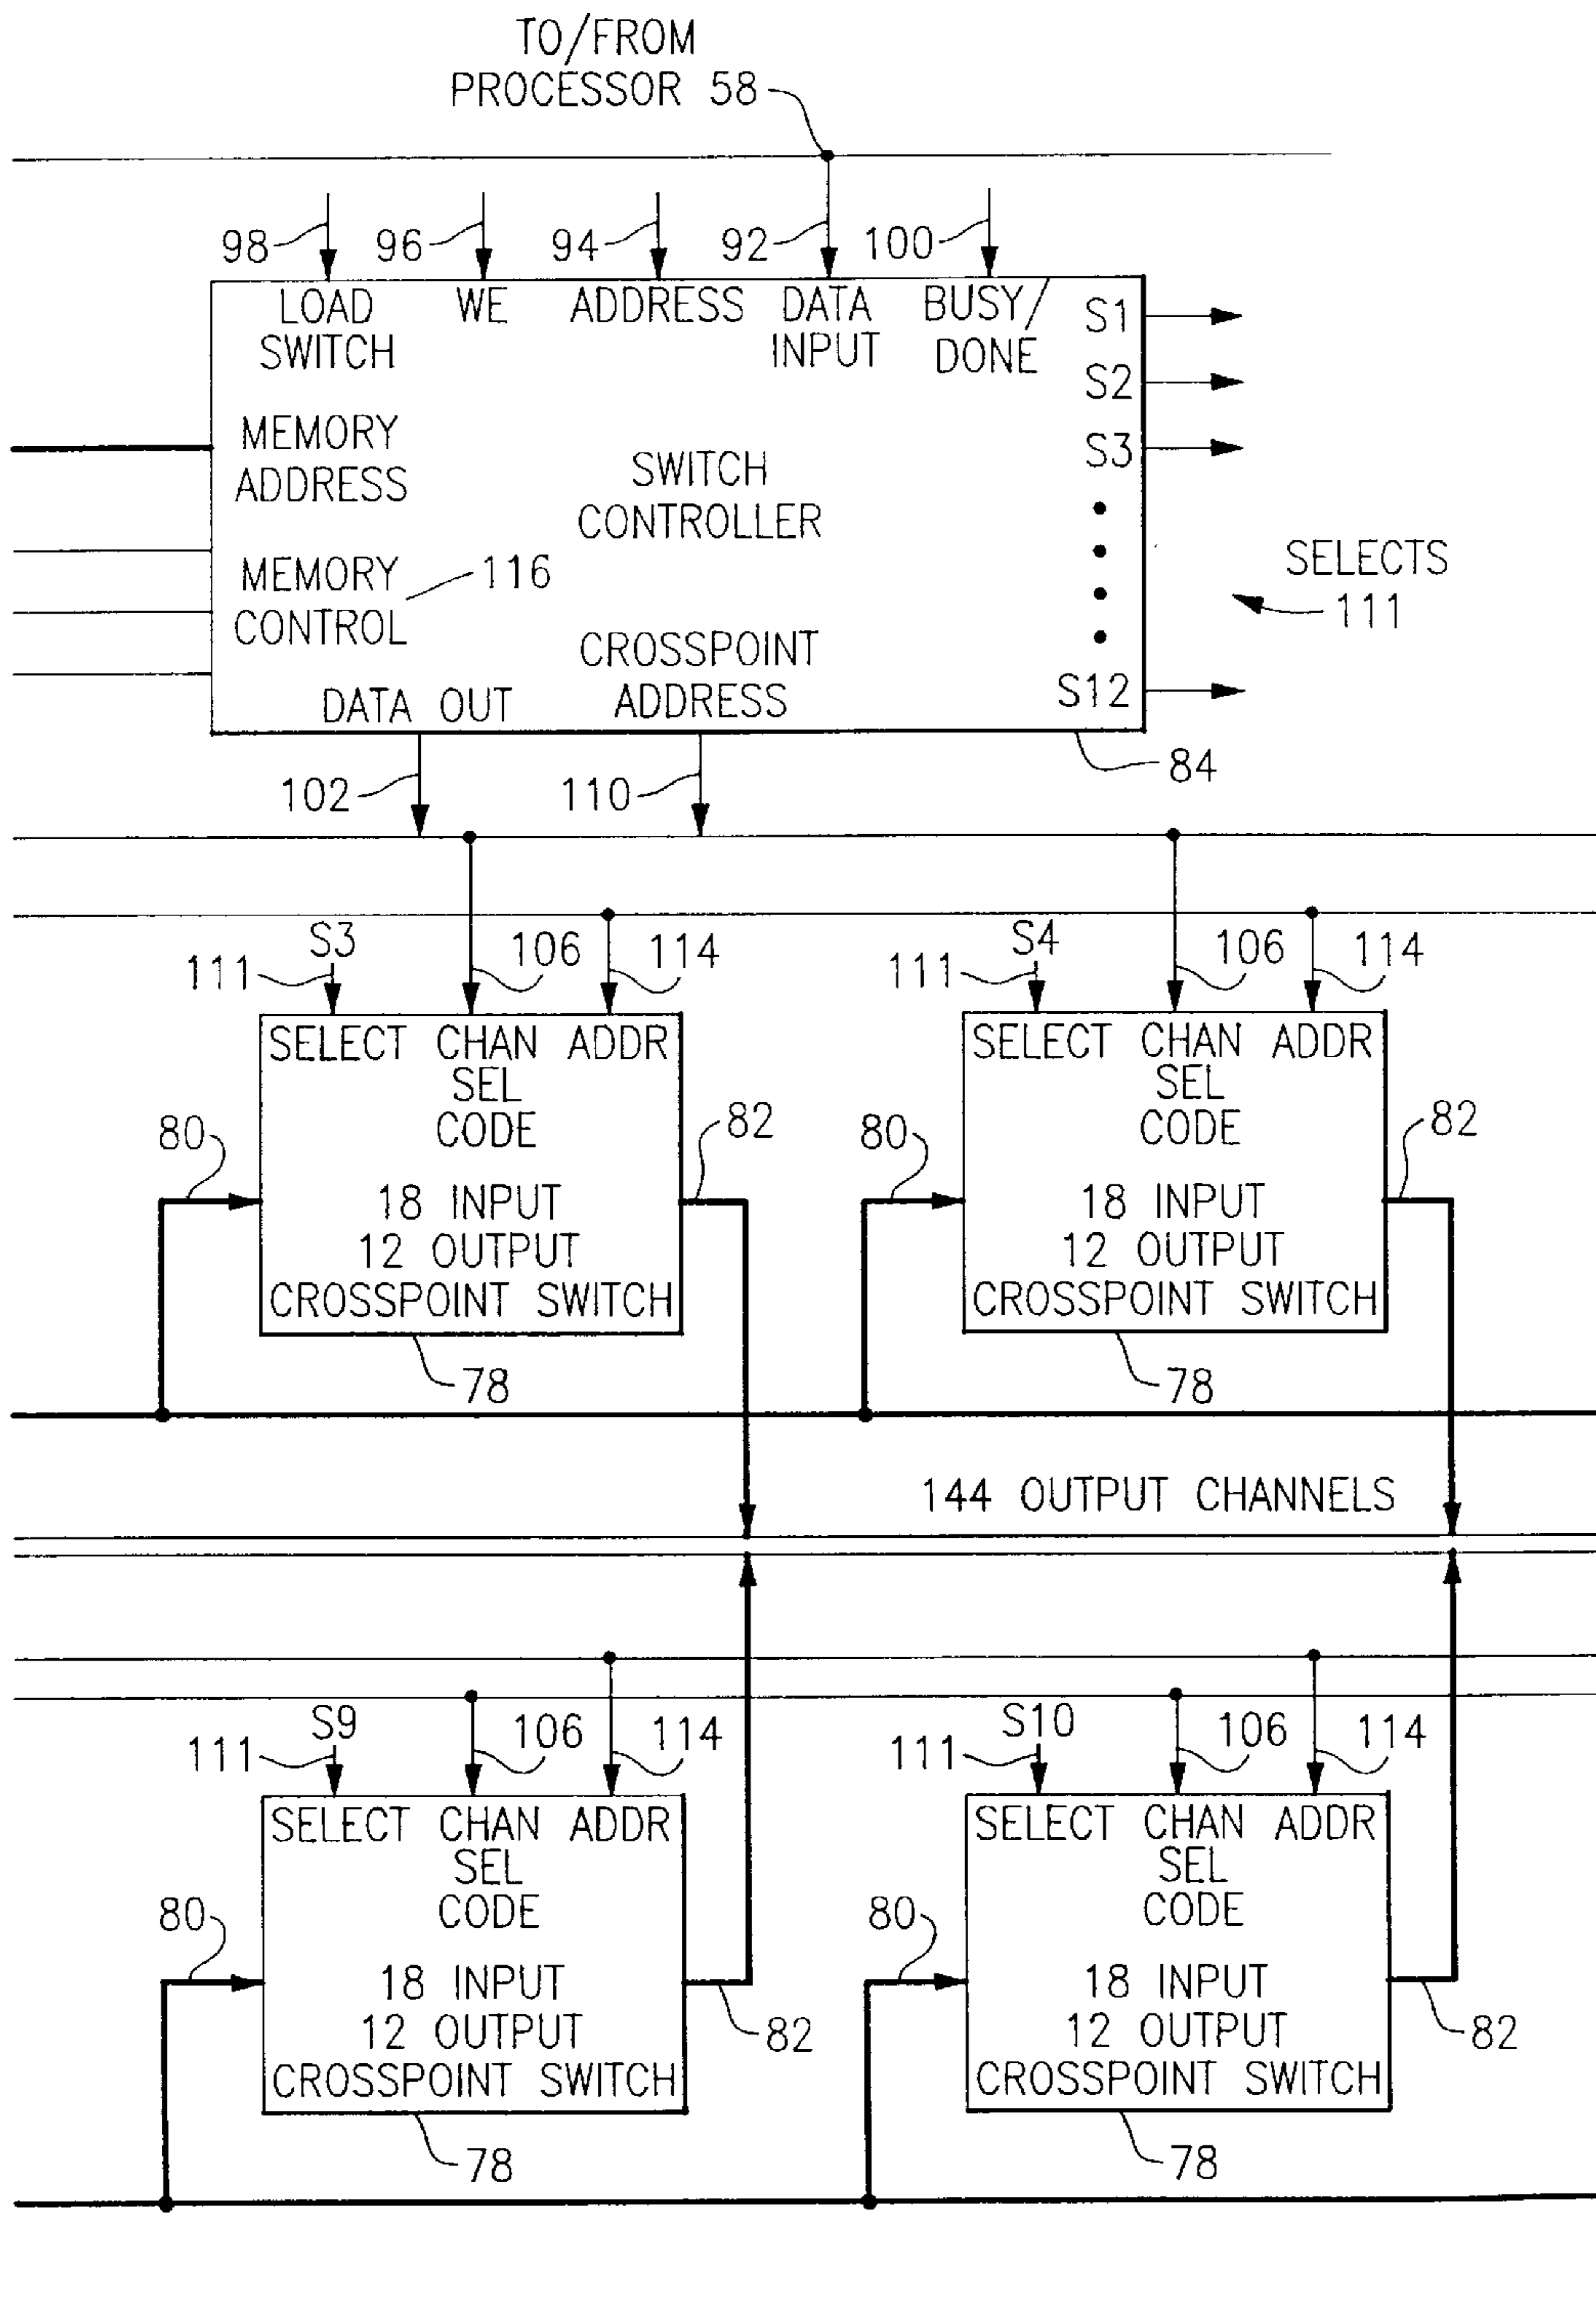 TO/FROM
PROCESSOR 58
98 96 94 92 100
LOAD SWITCH
WE
ADDRESS
DATA INPUT
BUSY/ DONE
S1
S2
S3
MEMORY
ADDRESS
SWITCH
CONTROLLER
SELECTS
111
MEMORY
CONTROL
116
CROSSPOINT
ADDRESS
DATA OUT
S12
84
102
110
S3
111
106
114
SELECT CHAN ADDR
SEL
CODE
80
82
18 INPUT
12 OUTPUT
CROSSPOINT SWITCH
78
S4
111
106
114
SELECT CHAN ADDR
SEL
CODE
80
82
18 INPUT
12 OUTPUT
CROSSPOINT SWITCH
78
144 OUTPUT CHANNELS
S9
111
106
114
SELECT CHAN ADDR
SEL
CODE
80
18 INPUT
12 OUTPUT
82
CROSSPOINT SWITCH
78
S10
111
106
114
SELECT CHAN ADDR
SEL
CODE
80
18 INPUT
12 OUTPUT
82
CROSSPOINT SWITCH
78